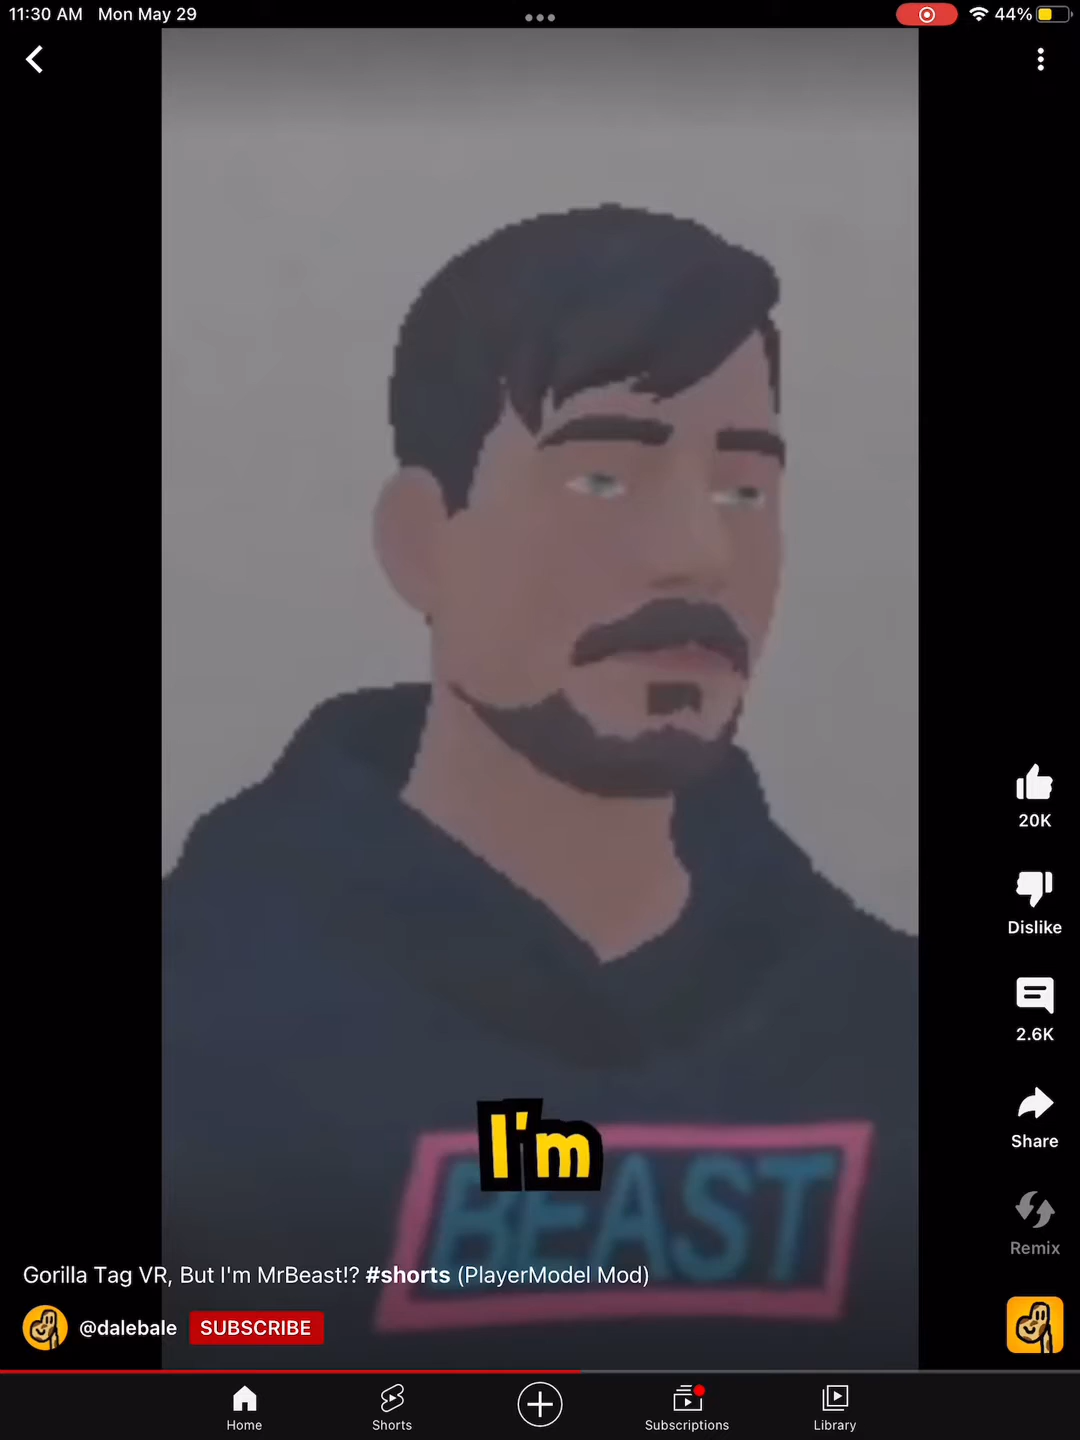 11:30 AM Mon May 29
44%
20K
Dislike
2.6K
Share
Remix
I'm
BEAST
Gorilla Tag VR, But I'm MrBeast!? #shorts (PlayerModel Mod)
@dalebale SUBSCRIBE
Home Shorts Subscriptions Library